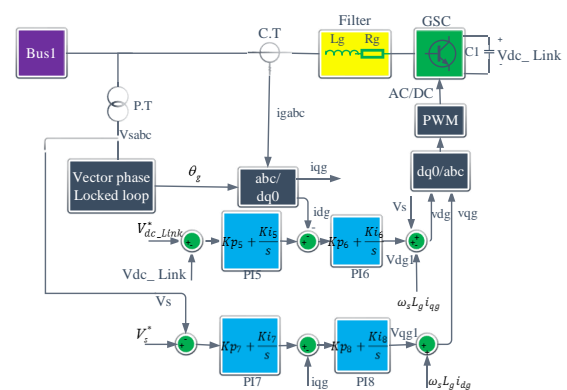 Filter
GSC
C.T
Bus1
Lg
Rg
C1
+
Vdc_ Link
-
AC/DC
P.T
igabc
Vsabc
PWM
Vector phase
Locked loop
θg
abc/
dq0
iqg
dq0/abc
idg
Vs
vdg
vqg
V*dc_Link
Kp5 + Ki5/s
Kp6 + Ki6/s
Vdg1
Vdc_ Link
PI5
PI6
ωsLgiqg
Vs
V*s
Kp7 + Ki7/s
Kp8 + Ki8/s
Vqg1
PI7
iqg
PI8
ωsLgidg